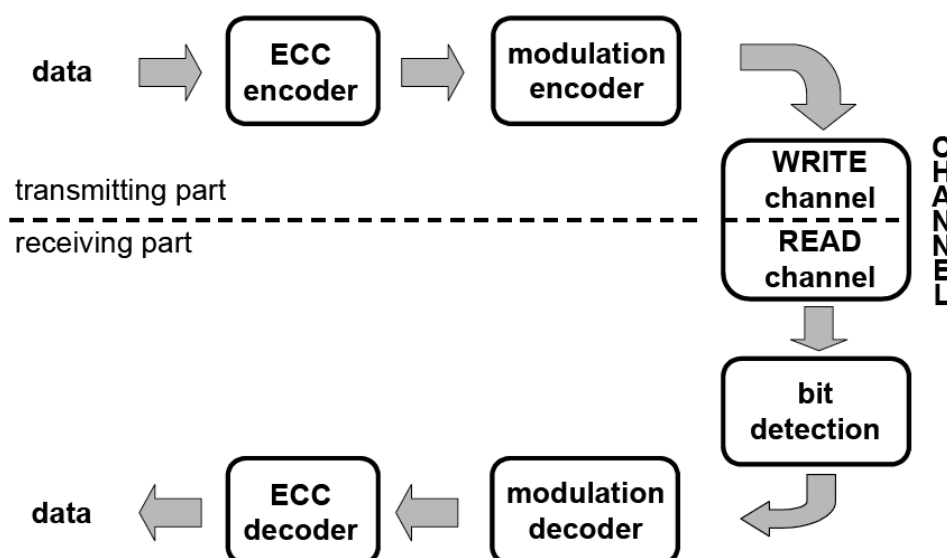 data
ECC
encoder
modulation
encoder
transmitting part
receiving part
WRITE
channel
READ
channel
CHANNEL
bit
detection
data
ECC
decoder
modulation
decoder